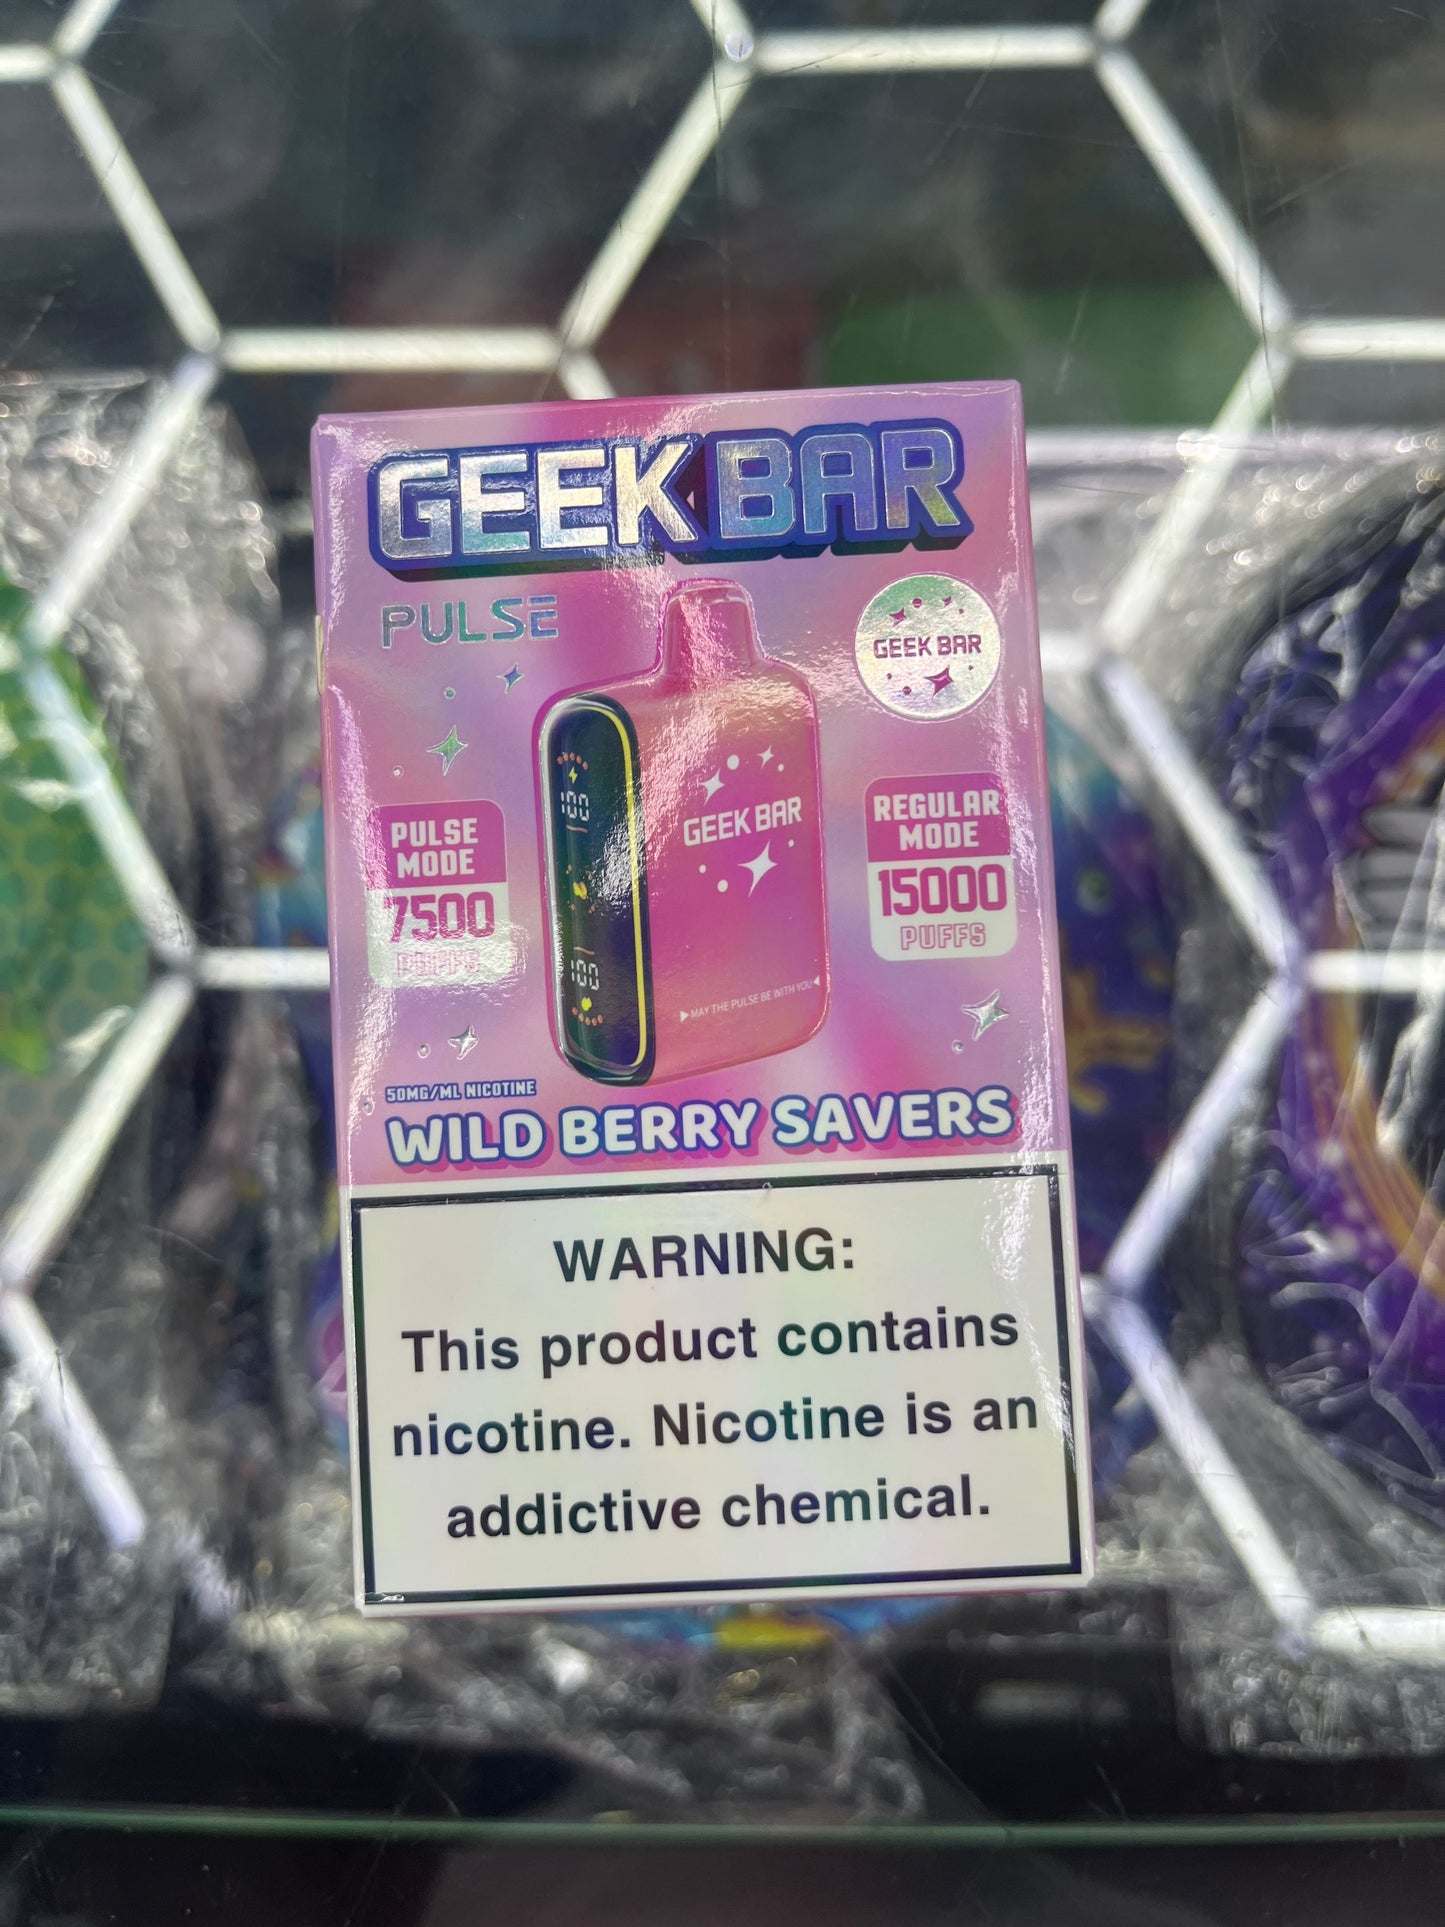 GEEK BAR
PULSE
GEEK BAR
100
GEEK BAR
100
MAY THE PULSE BE WITH YOU
PULSE
MODE
7500
PUFFS
REGULAR
MODE
15000
PUFFS
50MG/ML NICOTINE
WILD BERRY SAVERS
WARNING:
This product contains
nicotine. Nicotine is an
addictive chemical.